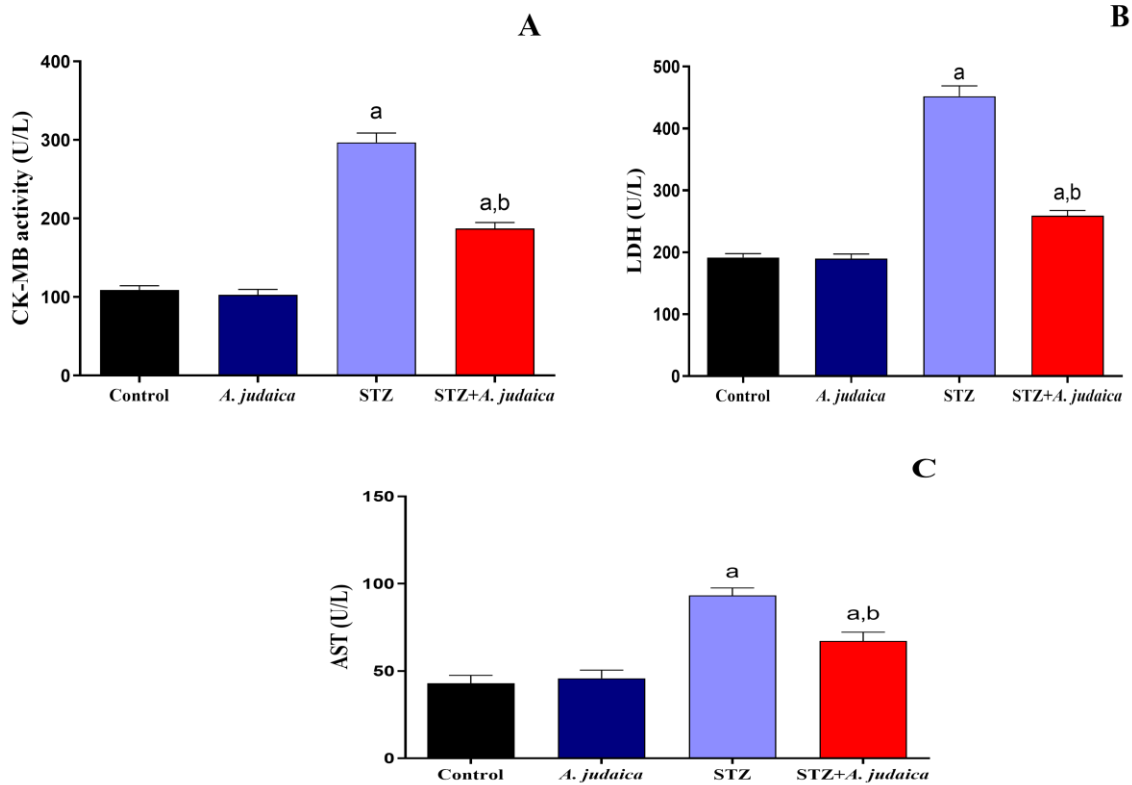 A
CK-MB activity (U/L)
400
300
200
100
0
a
a,b
Control A. judaica STZ STZ+A. judaica
B
LDH (U/L)
500
400
300
200
100
0
a
a,b
Control A. judaica STZ STZ+A. judaica
C
AST (U/L)
150
100
50
0
a
a,b
Control A. judaica STZ STZ+A. judaica